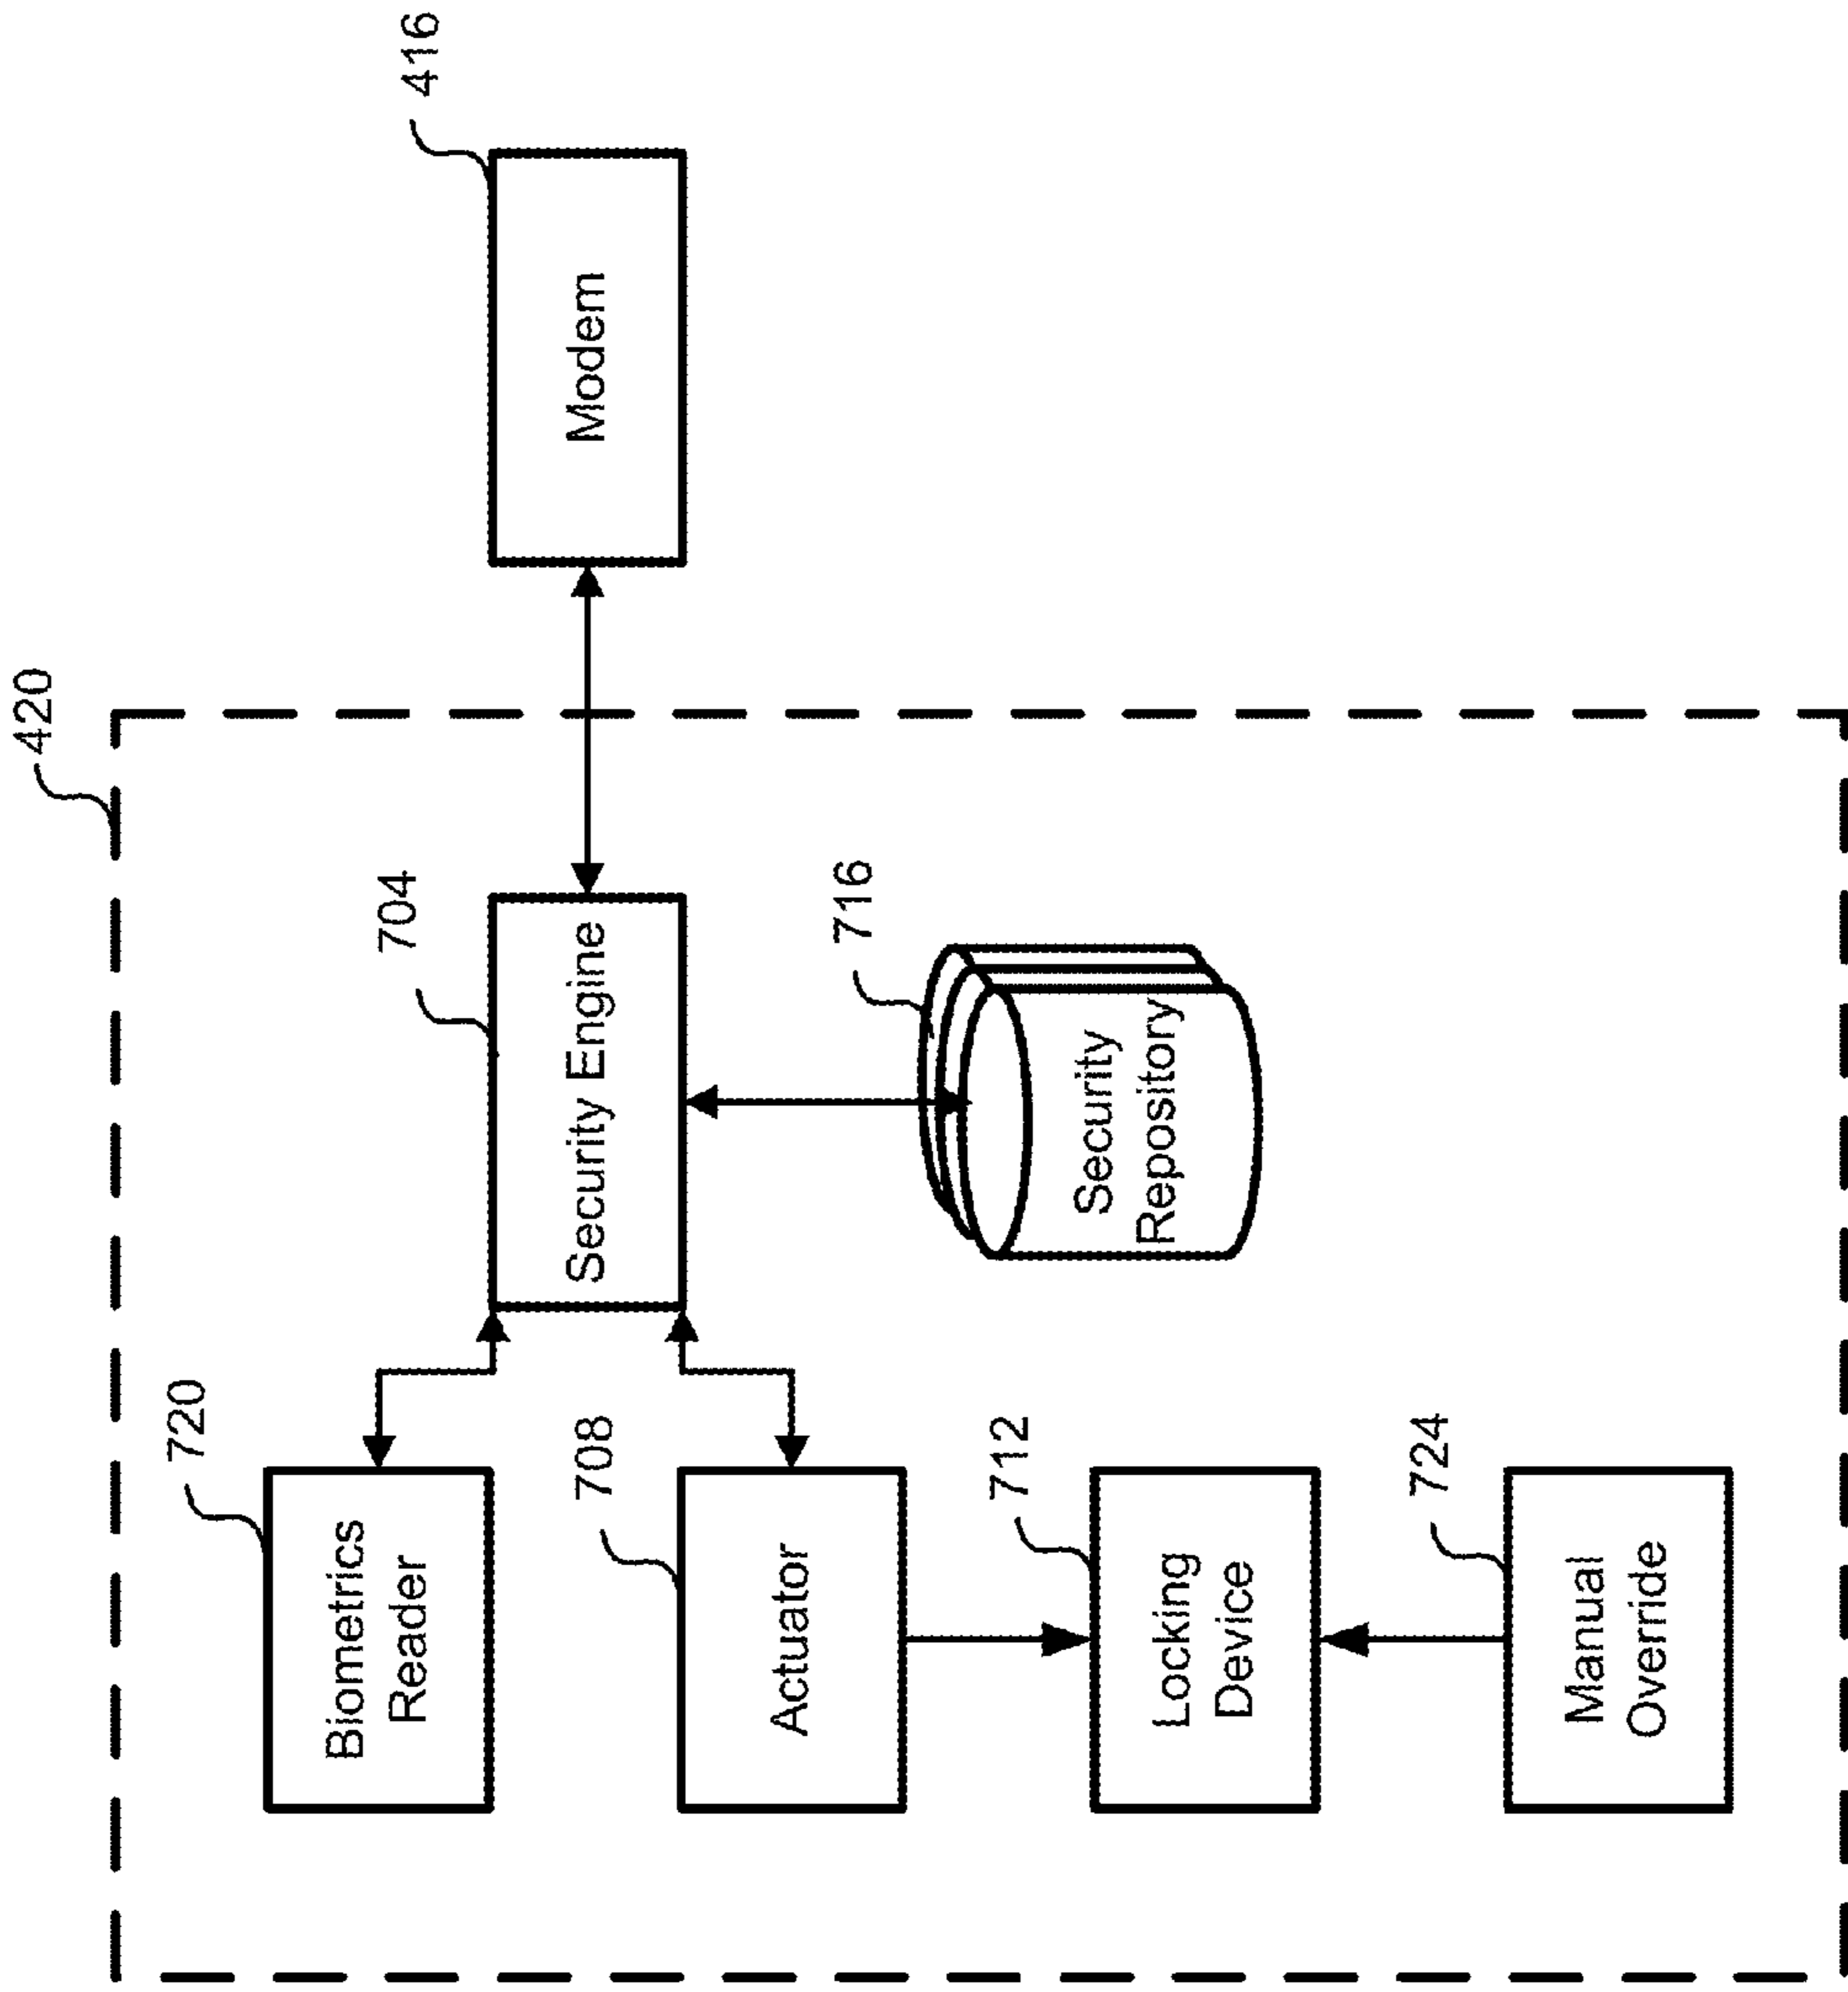 420
416
704
Security Engine
Modem
720
Biometrics
Reader
708
Actuator
716
Security
Repository
712
Locking
Device
724
Manual
Override